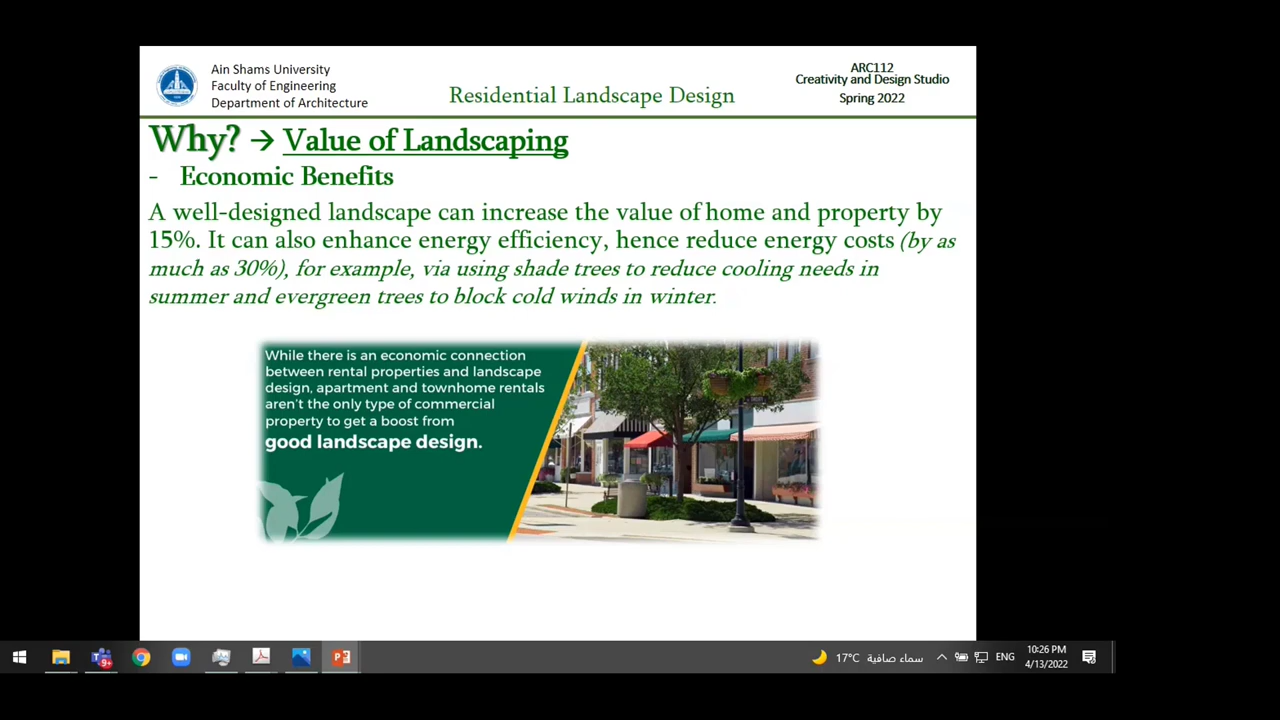 Ain Shams University
Faculty of Engineering
Department of Architecture
Residential Landscape Design
ARC112
Creativity and Design Studio
Spring 2022
Why? → Value of Landscaping
- Economic Benefits
A well-designed landscape can increase the value of home and property by
15%. It can also enhance energy efficiency, hence reduce energy costs (by as
much as 30%), for example, via using shade trees to reduce cooling needs in
summer and evergreen trees to block cold winds in winter.
While there is an economic connection
between rental properties and landscape
design, apartment and townhome rentals
aren't the only type of commercial
property to get a boost from
good landscape design.
9+
17°C سماء صافية
ENG
10:26 PM
4/13/2022